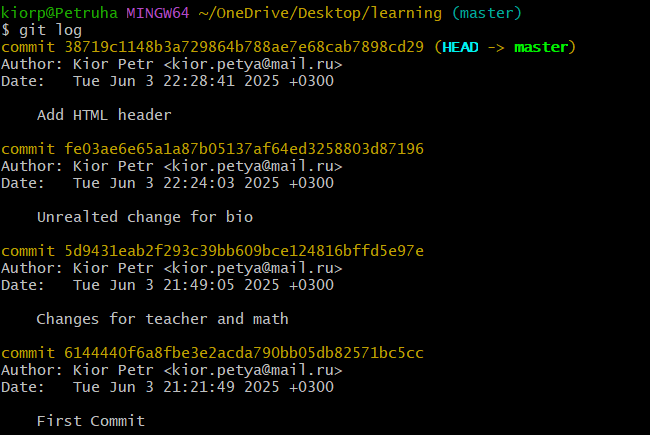 kiorp@Petruha MINGW64 ~/OneDrive/Desktop/learning (master)
$ git log
commit 38719c1148b3a729864b788ae7e68cab7898cd29 (HEAD -> master)
Author: Kior Petr <kior.petya@mail.ru>
Date:   Tue Jun 3 22:28:41 2025 +0300
Add HTML header
commit fe03ae6e65a1a87b05137af64ed3258803d87196
Author: Kior Petr <kior.petya@mail.ru>
Date:   Tue Jun 3 22:24:03 2025 +0300
Unrealted change for bio
commit 5d9431eab2f293c39bb609bce124816bffd5e97e
Author: Kior Petr <kior.petya@mail.ru>
Date:   Tue Jun 3 21:49:05 2025 +0300
Changes for teacher and math
commit 6144440f6a8fbe3e2acda790bb05db82571bc5cc
Author: Kior Petr <kior.petya@mail.ru>
Date:   Tue Jun 3 21:21:49 2025 +0300
First Commit